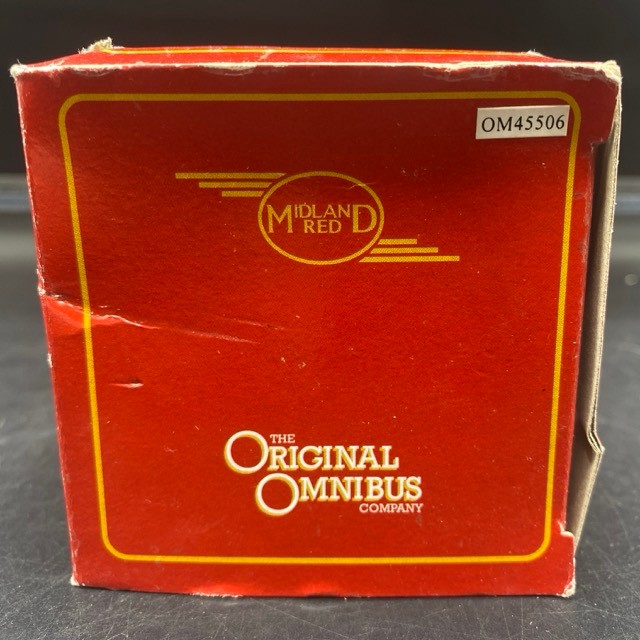 OM45506
MIDLAND
RED
THE
ORIGINAL
OMNIBUS
COMPANY